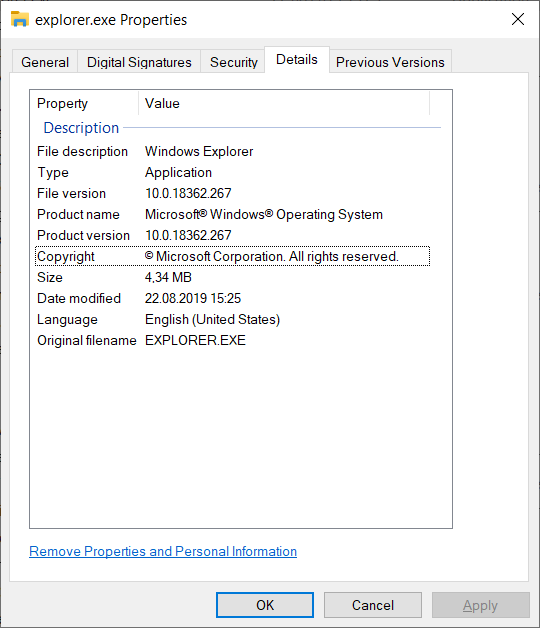 explorer.exe Properties
General Digital Signatures Security Details Previous Versions
Property Value
Description
File description Windows Explorer
Type Application
File version 10.0.18362.267
Product name Microsoft® Windows® Operating System
Product version 10.0.18362.267
Copyright © Microsoft Corporation. All rights reserved.
Size 4,34 MB
Date modified 22.08.2019 15:25
Language English (United States)
Original filename EXPLORER.EXE
Remove Properties and Personal Information
OK Cancel Apply